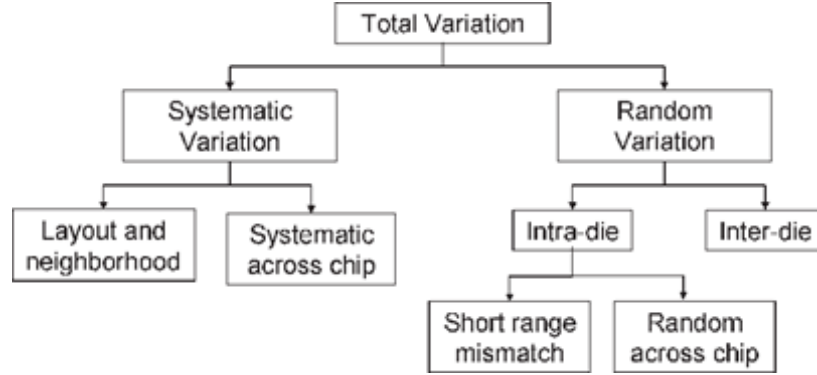 Total Variation
Systematic
Variation
Random
Variation
Layout and
neighborhood
Systematic
across chip
Intra-die
Inter-die
Short range
mismatch
Random
across chip